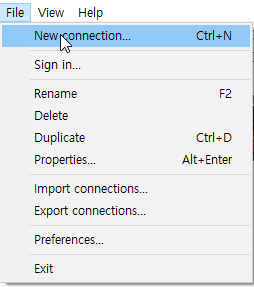 File View Help
New connection... Ctrl+N
Sign in...
Rename F2
Delete
Duplicate Ctrl+D
Properties... Alt+Enter
Import connections...
Export connections...
Preferences...
Exit